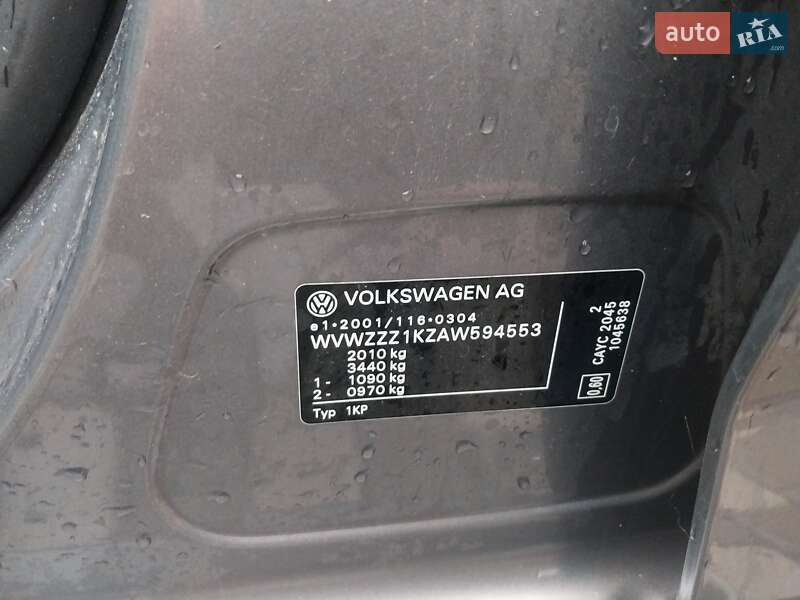 auto RIA .com
VOLKSWAGEN AG
e1*2001/116*0304
WVWZZZ1KZAW594553
2010 kg
3440 kg
1 - 1090 kg
2 - 0970 kg
Typ 1KP
2
CAYC 2045
1045638
0,60